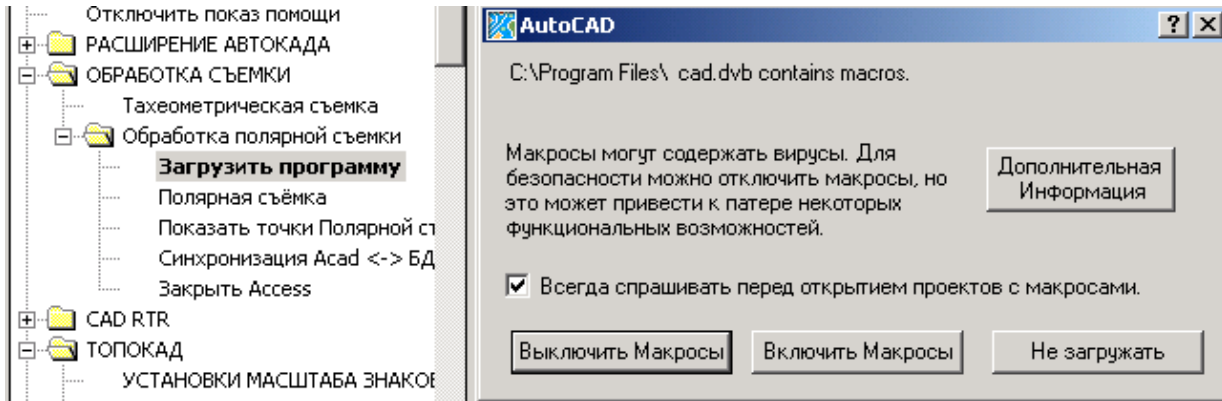 Отключить показ помощи
РАСШИРЕНИЕ АВТОКАДА
ОБРАБОТКА СЪЕМКИ
Тахеометрическая съемка
Обработка полярной съемки
Загрузить программу
Полярная съёмка
Показать точки Полярной ст
Синхронизация Acad <-> БД
Закрыть Access
CAD RTR
ТОПОКАД
УСТАНОВКИ МАСШТАБА ЗНАКОВ
AutoCAD
C:\Program Files\ cad.dvb contains macros.
Макросы могут содержать вирусы. Для
безопасности можно отключить макросы, но
это может привести к патере некоторых
функциональных возможностей.
Дополнительная
Информация
Всегда спрашивать перед открытием проектов с макросами.
Выключить Макросы
Включить Макросы
Не загружать